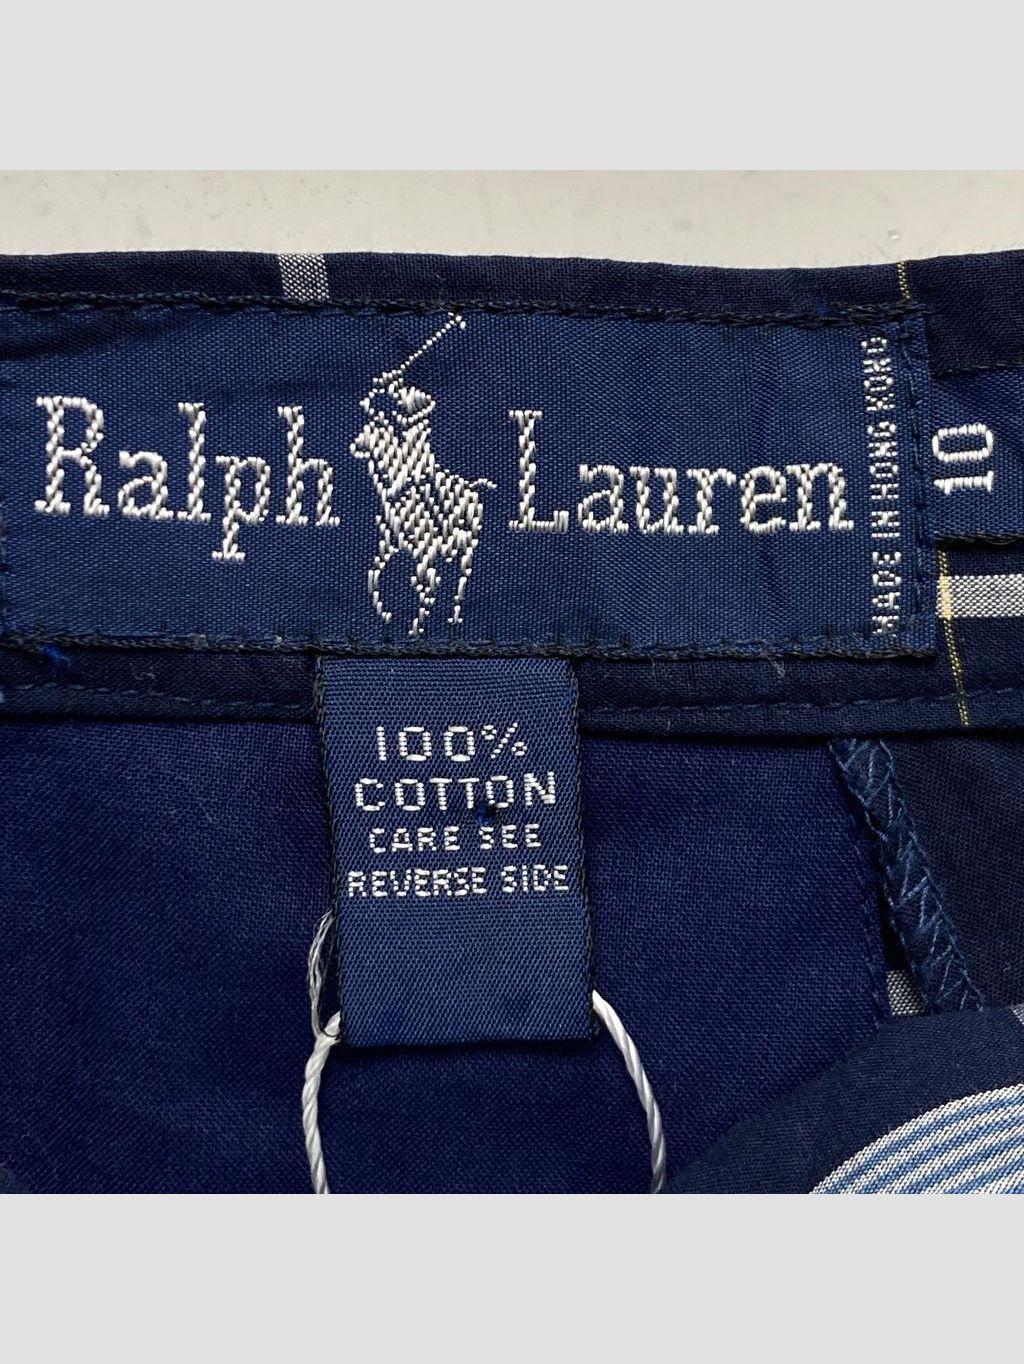 Ralph Lauren
MADE IN HONG KONG
10
100%
COTTON
CARE SEE
REVERSE SIDE